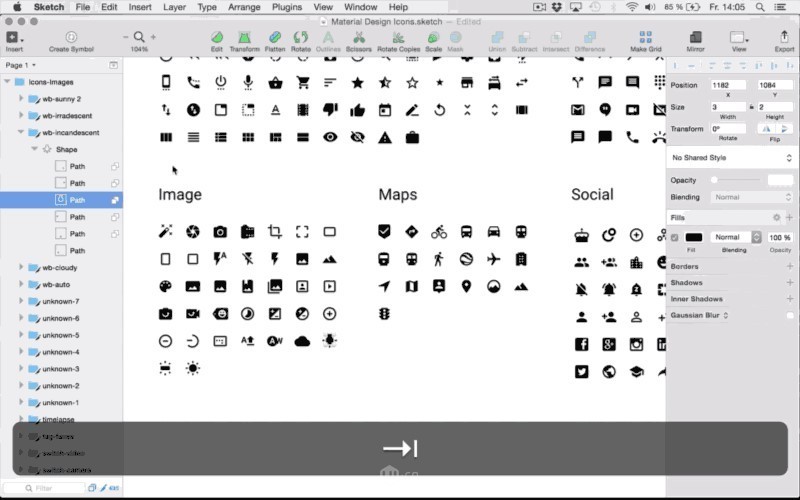 Sketch File Edit Insert Layer Type Arrange Plugins View Window Help 85 % Fr. 14:05
Material Design Icons.sketch — Edited
Insert Create Symbol 104% Edit Transform Flatten Rotate Outlines Scissors Rotate Copies Scale Mask Union Subtract Intersect Difference Make Grid Mirror View Export
Page 1
Icons-Images
wb-sunny 2
wb-irradescent
wb-incandescent
Shape
Path
Path
Path
Path
Path
Path
wb-cloudy
wb-auto
unknown-7
unknown-6
unknown-5
unknown-4
unknown-3
unknown-2
unknown-1
timelapse
tag-faces
switch-video
switch-camera
Filter 485
Image Maps Social
Position 1182 1084
X Y
Size 3 2
Width Height
Transform 0°
Rotate Flip
No Shared Style
Opacity
Blending Normal
Fills
Normal 100 %
Fill Blending Opacity
Borders
Shadows
Inner Shadows
Gaussian Blur